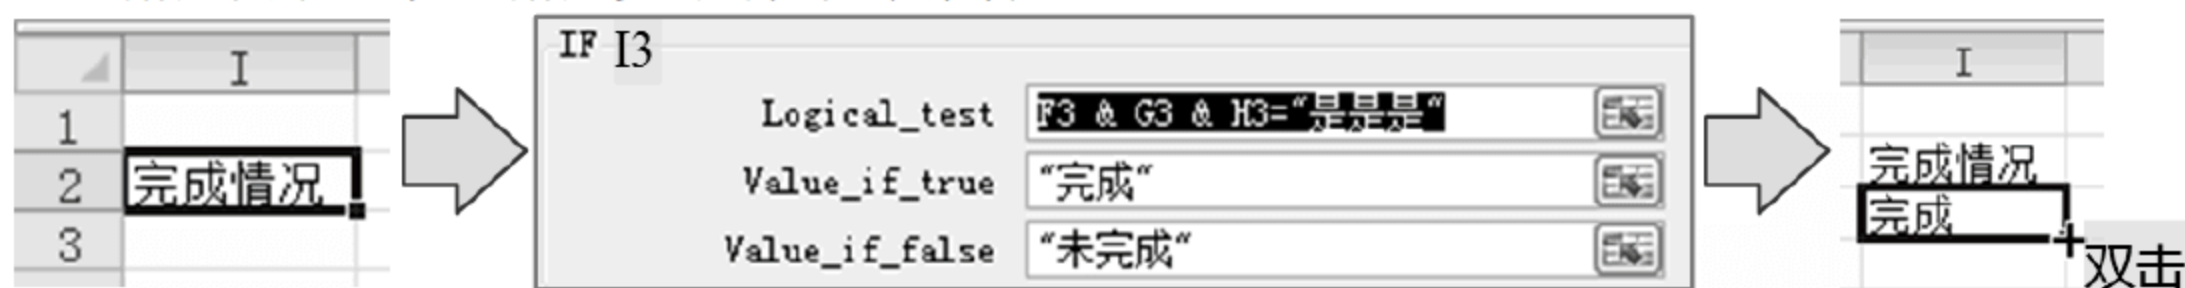 I
1
2 完成情况
3
IF I3
Logical_test F3 & G3 & H3="是是是"
Value_if_true "完成"
Value_if_false "未完成"
I
完成情况
完成
双击